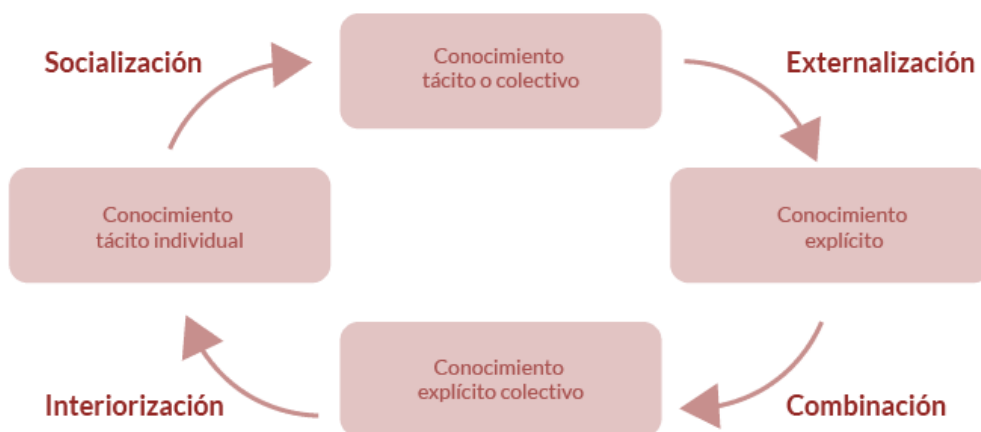 Socialización
Conocimiento
tácito o colectivo
Externalización
Conocimiento
tácito individual
Conocimiento
explícito
Interiorización
Conocimiento
explícito colectivo
Combinación